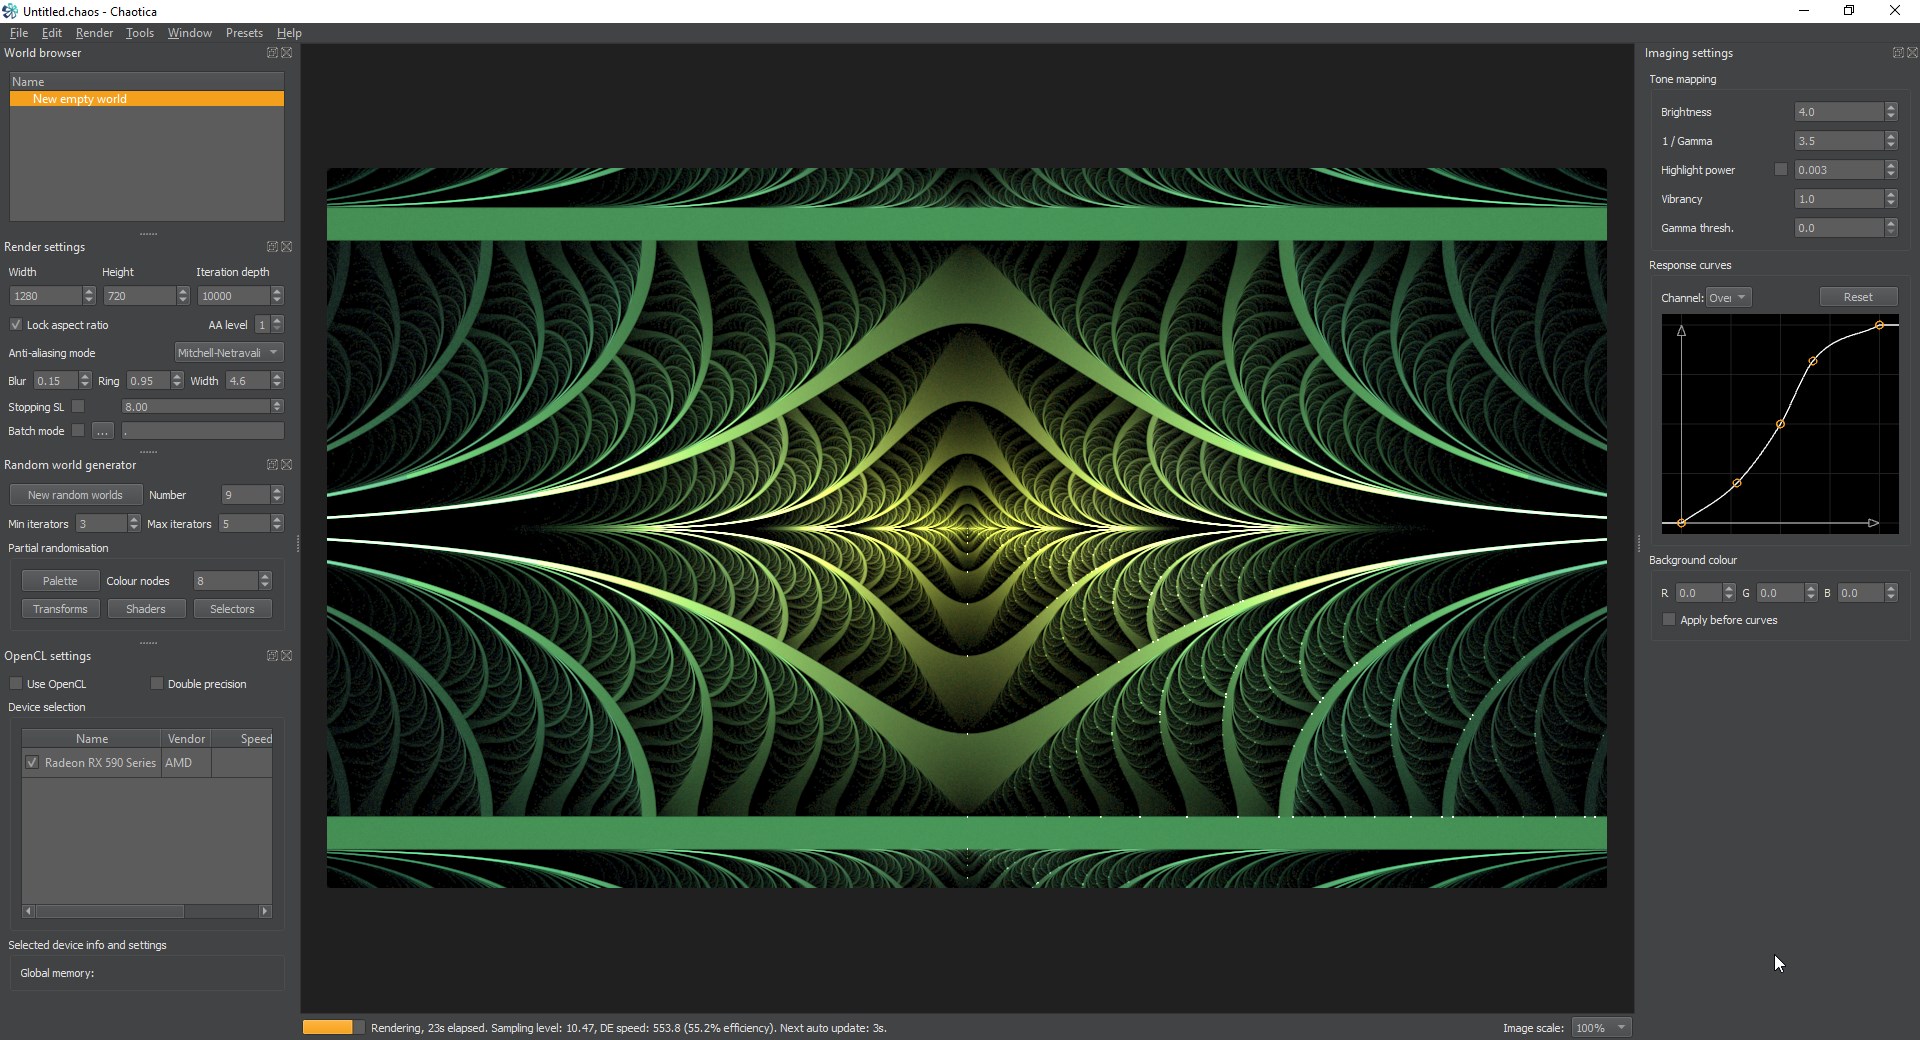 Untitled.chaos - Chaotica
File Edit Render Tools Window Presets Help
World browser
Name
New empty world
Render settings
Width Height Iteration depth
1280 720 10000
Lock aspect ratio AA level 1
Anti-aliasing mode Mitchell-Netravali
Blur 0.15 Ring 0.95 Width 4.6
Stopping SL 8.00
Batch mode ... .
Random world generator
New random worlds Number 9
Min iterators 3 Max iterators 5
Partial randomisation
Palette Colour nodes 8
Transforms Shaders Selectors
OpenCL settings
Use OpenCL Double precision
Device selection
Name Vendor Speed
Radeon RX 590 Series AMD
Selected device info and settings
Global memory:
Rendering, 23s elapsed. Sampling level: 10.47, DE speed: 553.8 (55.2% efficiency). Next auto update: 3s.
Image scale: 100%
Imaging settings
Tone mapping
Brightness 4.0
1 / Gamma 3.5
Highlight power 0.003
Vibrancy 1.0
Gamma thresh. 0.0
Response curves
Channel: Over Reset
Background colour
R 0.0 G 0.0 B 0.0
Apply before curves